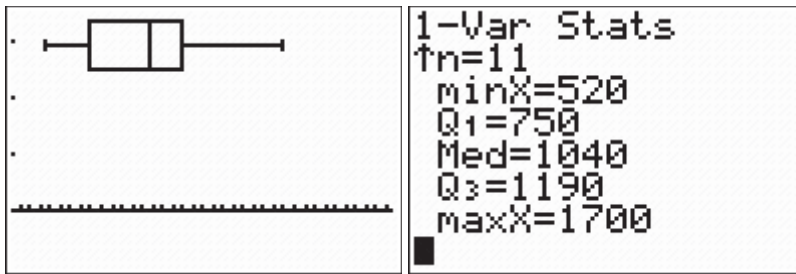 1-Var Stats
↑n=11
minX=520
Q₁=750
Med=1040
Q₃=1190
maxX=1700